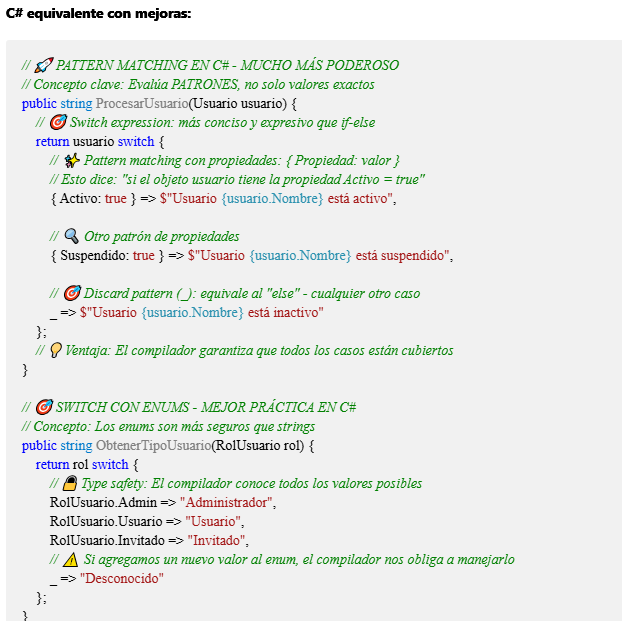 C# equivalente con mejoras:
// 🚀 PATTERN MATCHING EN C# - MUCHO MÁS PODEROSO
// Concepto clave: Evalúa PATRONES, no solo valores exactos
public string ProcesarUsuario(Usuario usuario) {
// 🎯 Switch expression: más conciso y expresivo que if-else
return usuario switch {
// ✨ Pattern matching con propiedades: { Propiedad: valor }
// Esto dice: "si el objeto usuario tiene la propiedad Activo = true"
{ Activo: true } => $"Usuario {usuario.Nombre} está activo",
// 🔍 Otro patrón de propiedades
{ Suspendido: true } => $"Usuario {usuario.Nombre} está suspendido",
// 🎯 Discard pattern (_): equivale al "else" - cualquier otro caso
_ => $"Usuario {usuario.Nombre} está inactivo"
};
// 💡 Ventaja: El compilador garantiza que todos los casos están cubiertos
}
// 🎯 SWITCH CON ENUMS - MEJOR PRÁCTICA EN C#
// Concepto: Los enums son más seguros que strings
public string ObtenerTipoUsuario(RolUsuario rol) {
return rol switch {
// 🔒 Type safety: El compilador conoce todos los valores posibles
RolUsuario.Admin => "Administrador",
RolUsuario.Usuario => "Usuario",
RolUsuario.Invitado => "Invitado",
// ⚠️ Si agregamos un nuevo valor al enum, el compilador nos obliga a manejarlo
_ => "Desconocido"
};
}